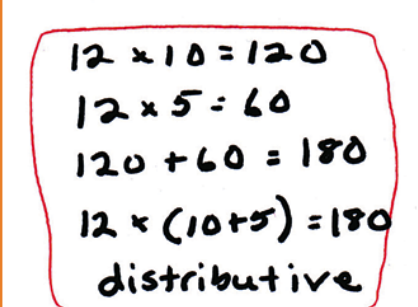 12 x 10 = 120
12 x 5 = 60
120 + 60 = 180
12 x (10+5) = 180
distributive